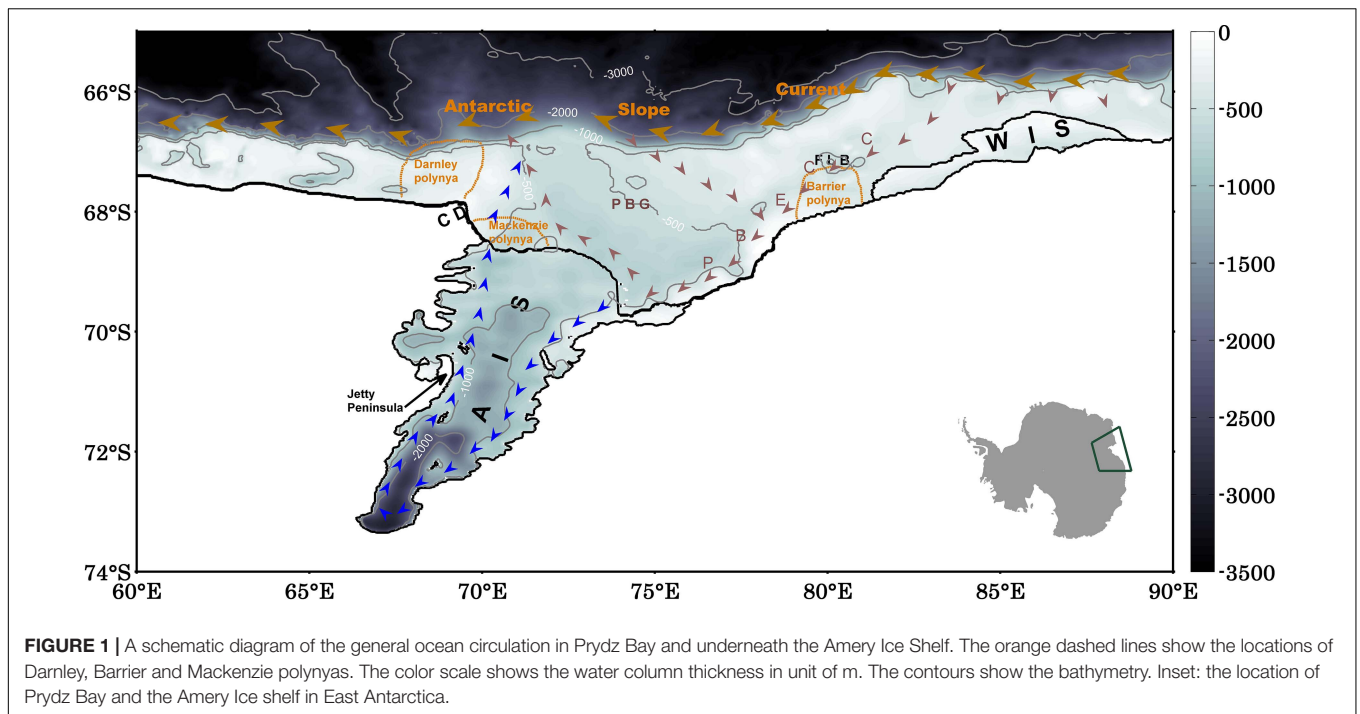 0
-500
-1000
-1500
-2000
-2500
-3000
-3500
66°S
68°S
70°S
72°S
74°S
60°E
65°E
70°E
75°E
80°E
85°E
90°E
-3000
-2000
-1000
Antarctic Slope Current
WIS
C
FLB
C
Darnley
polynya
Barrier
polynya
-500
PBG
-500
E
CD
Mackenzie
polynya
B
P
S
I
A
-1000
Jetty
Peninsula
-2000
FIGURE 1 | A schematic diagram of the general ocean circulation in Prydz Bay and underneath the Amery Ice Shelf. The orange dashed lines show the locations of
Darnley, Barrier and Mackenzie polynyas. The color scale shows the water column thickness in unit of m. The contours show the bathymetry. Inset: the location of
Prydz Bay and the Amery Ice shelf in East Antarctica.